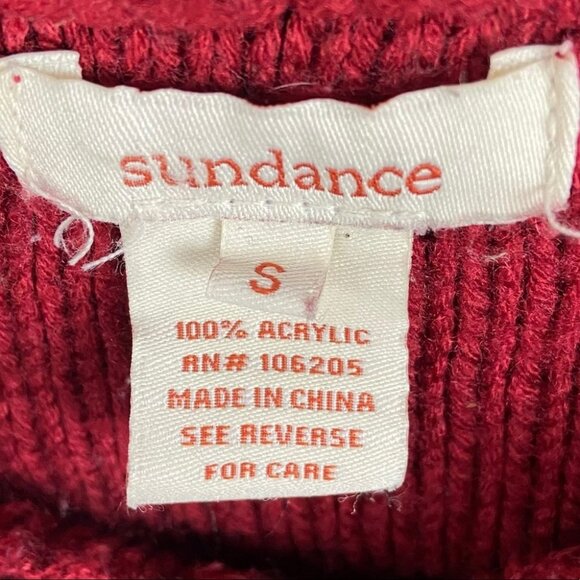 sundance
S
100% ACRYLIC
RN# 106205
MADE IN CHINA
SEE REVERSE
FOR CARE